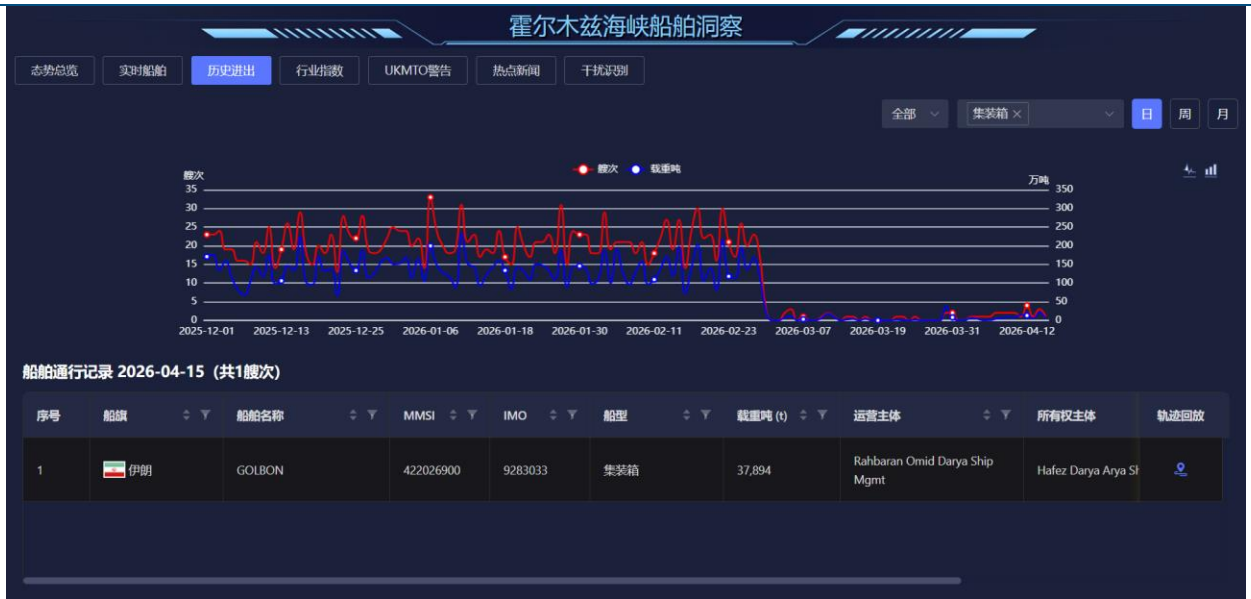 霍尔木兹海峡船舶洞察
态势总览 实时船舶 历史进出 行业指数 UKMTO警告 热点新闻 干扰识别
全部 集装箱 × 日 周 月
艘次 载重吨
艘次 万吨
35 350
30 300
25 250
20 200
15 150
10 100
5 50
0 0
2025-12-01 2025-12-13 2025-12-25 2026-01-06 2026-01-18 2026-01-30 2026-02-11 2026-02-23 2026-03-07 2026-03-19 2026-03-31 2026-04-12
船舶通行记录 2026-04-15（共1艘次）
序号 船旗 船舶名称 MMSI IMO 船型 载重吨 (t) 运营主体 所有权主体 轨迹回放
1 伊朗 GOLBON 422026900 9283033 集装箱 37,894 Rahbaran Omid Darya Ship Hafez Darya Arya Sh
Mgmt